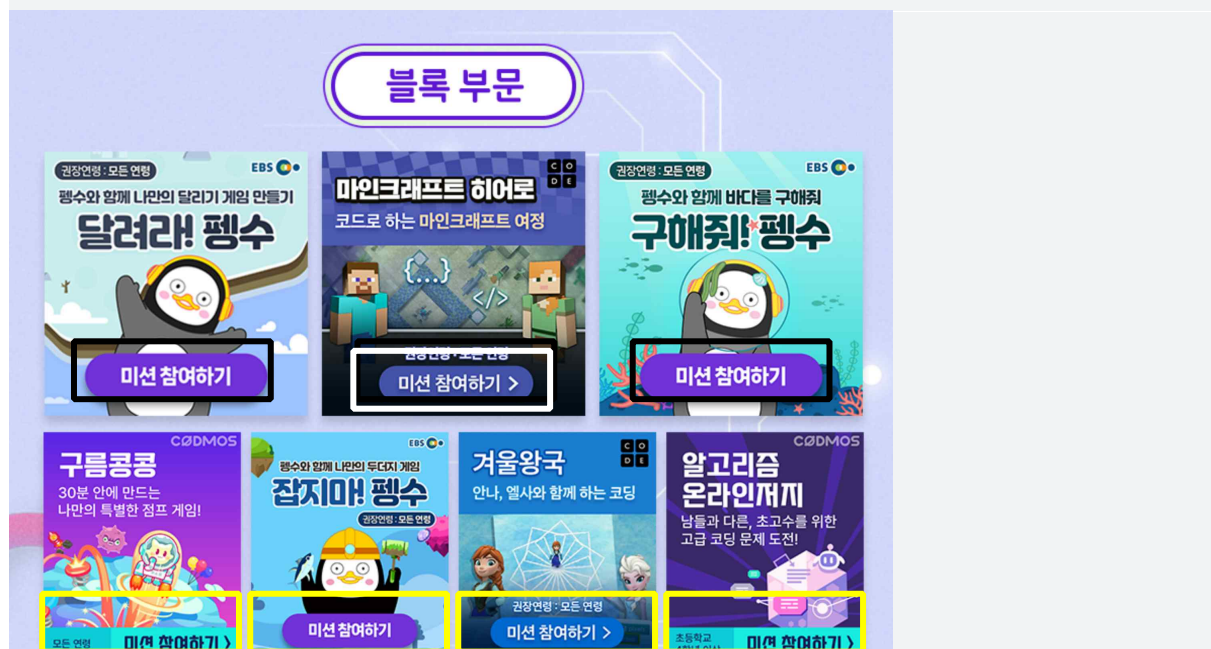 블록 부문
권장연령 : 모든 연령
EBS
펭수와 함께 나만의 달리기 게임 만들기
달려라! 펭수
미션 참여하기
CODE
마인크래프트 히어로
코드로 하는 마인크래프트 여정
{...}
</>
권장연령 : 모든 연령
미션 참여하기 >
권장연령 : 모든 연령
EBS
펭수와 함께 바다를 구해줘
구해줘! 펭수
미션 참여하기
CØDMOS
구름콩콩
30분 안에 만드는
나만의 특별한 점프 게임!
모든 연령
미션 참여하기 >
EBS
펭수와 함께 나만의 두더지 게임
잡지마! 펭수
권장연령 : 모든 연령
미션 참여하기
CODE
겨울왕국
안나, 엘사와 함께 하는 코딩
권장연령 : 모든 연령
미션 참여하기 >
CØDMOS
알고리즘
온라인저지
남들과 다른, 초고수를 위한
고급 코딩 문제 도전!
초등학교
미션 참여하기 >